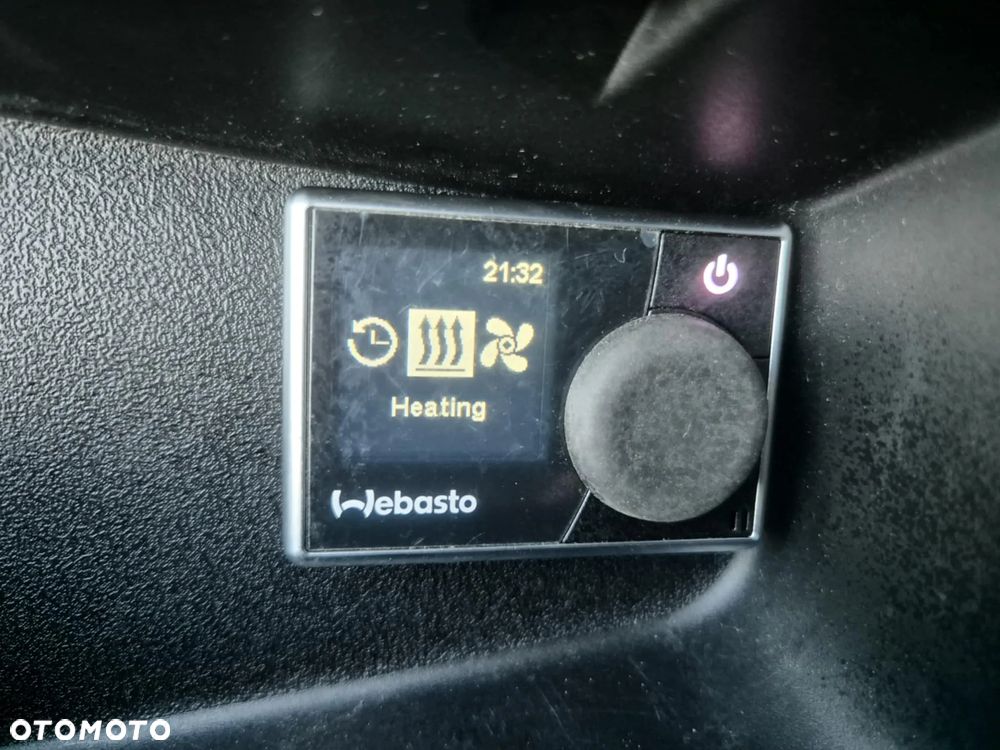 21:32
Heating
Webasto
OTOMOTO